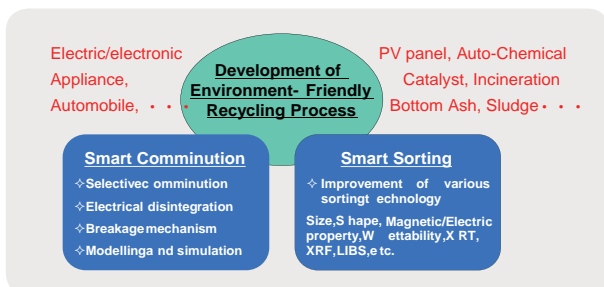 Electric/electronic
Appliance,
Automobile, ・ ・ ・
Development of
Environment- Friendly
Recycling Process
PV panel, Auto-Chemical
Catalyst, Incineration
Bottom Ash, Sludge・ ・ ・
Smart Comminution
✧Selectivec omminution
✧Electrical disintegration
✧Breakage mechanism
✧Modellinga nd simulation
Smart Sorting
✧ Improvement of various
sortingt echnology
Size,S hape, Magnetic/Electric
property,W ettability,X RT,
XRF,LIBS,e tc.